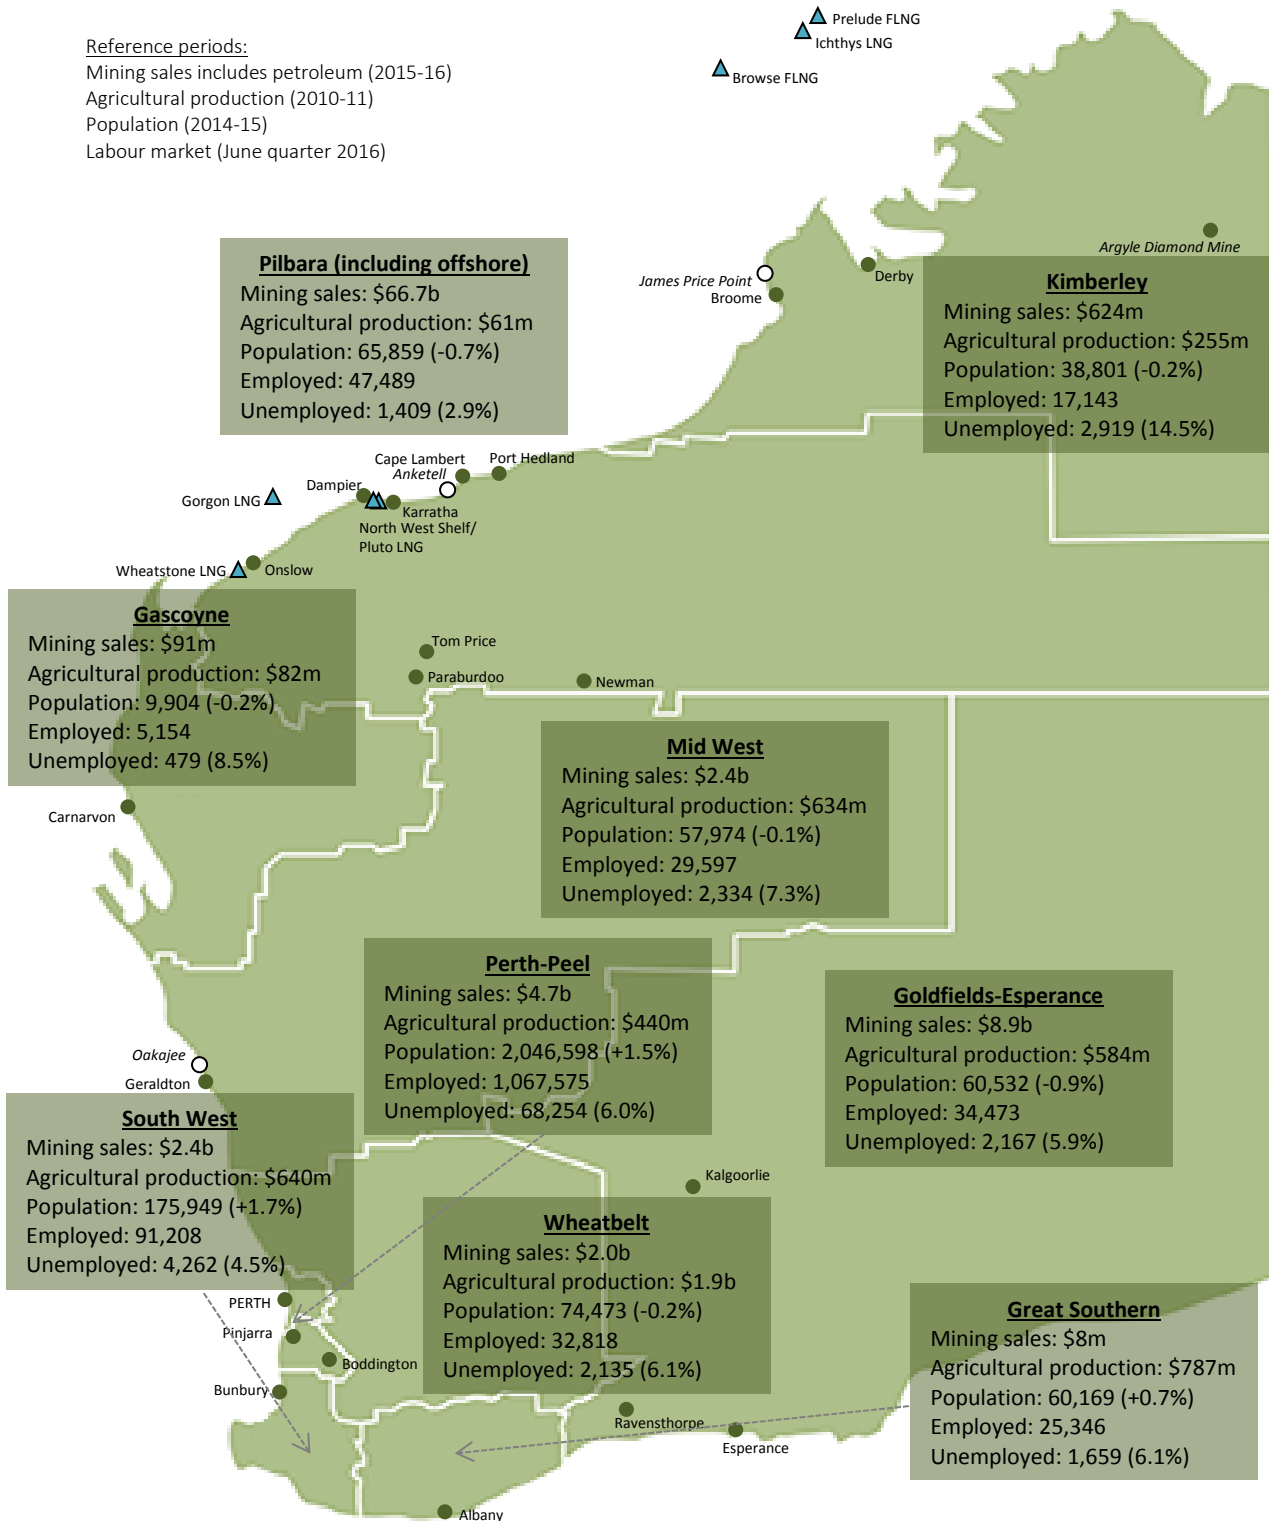 Prelude FLNG
Ichthys LNG
Browse FLNG
Reference periods:
Mining sales includes petroleum (2015-16)
Agricultural production (2010-11)
Population (2014-15)
Labour market (June quarter 2016)
Argyle Diamond Mine
James Price Point
Derby
Broome
Pilbara (including offshore)
Mining sales: $66.7b
Agricultural production: $61m
Population: 65,859 (-0.7%)
Employed: 47,489
Unemployed: 1,409 (2.9%)
Kimberley
Mining sales: $624m
Agricultural production: $255m
Population: 38,801 (-0.2%)
Employed: 17,143
Unemployed: 2,919 (14.5%)
Cape Lambert
Port Hedland
Anketell
Dampier
Gorgon LNG
Karratha
North West Shelf/
Pluto LNG
Wheatstone LNG
Onslow
Gascoyne
Mining sales: $91m
Agricultural production: $82m
Population: 9,904 (-0.2%)
Employed: 5,154
Unemployed: 479 (8.5%)
Tom Price
Paraburdoo
Newman
Mid West
Mining sales: $2.4b
Agricultural production: $634m
Population: 57,974 (-0.1%)
Employed: 29,597
Unemployed: 2,334 (7.3%)
Carnarvon
Perth-Peel
Mining sales: $4.7b
Agricultural production: $440m
Population: 2,046,598 (+1.5%)
Employed: 1,067,575
Unemployed: 68,254 (6.0%)
Goldfields-Esperance
Mining sales: $8.9b
Agricultural production: $584m
Population: 60,532 (-0.9%)
Employed: 34,473
Unemployed: 2,167 (5.9%)
Oakajee
Geraldton
South West
Mining sales: $2.4b
Agricultural production: $640m
Population: 175,949 (+1.7%)
Employed: 91,208
Unemployed: 4,262 (4.5%)
Kalgoorlie
Wheatbelt
Mining sales: $2.0b
Agricultural production: $1.9b
Population: 74,473 (-0.2%)
Employed: 32,818
Unemployed: 2,135 (6.1%)
PERTH
Pinjarra
Boddington
Bunbury
Great Southern
Mining sales: $8m
Agricultural production: $787m
Population: 60,169 (+0.7%)
Employed: 25,346
Unemployed: 1,659 (6.1%)
Ravensthorpe
Esperance
Albany